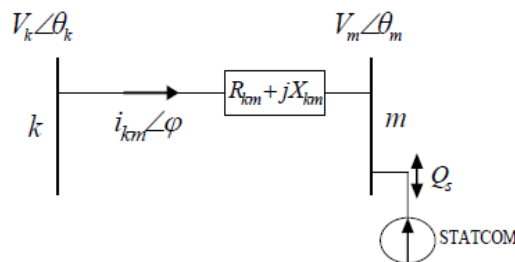 V_k∠θ_k
V_m∠θ_m
R_km+jX_km
k
i_km∠φ
m
Q_s
STATCOM